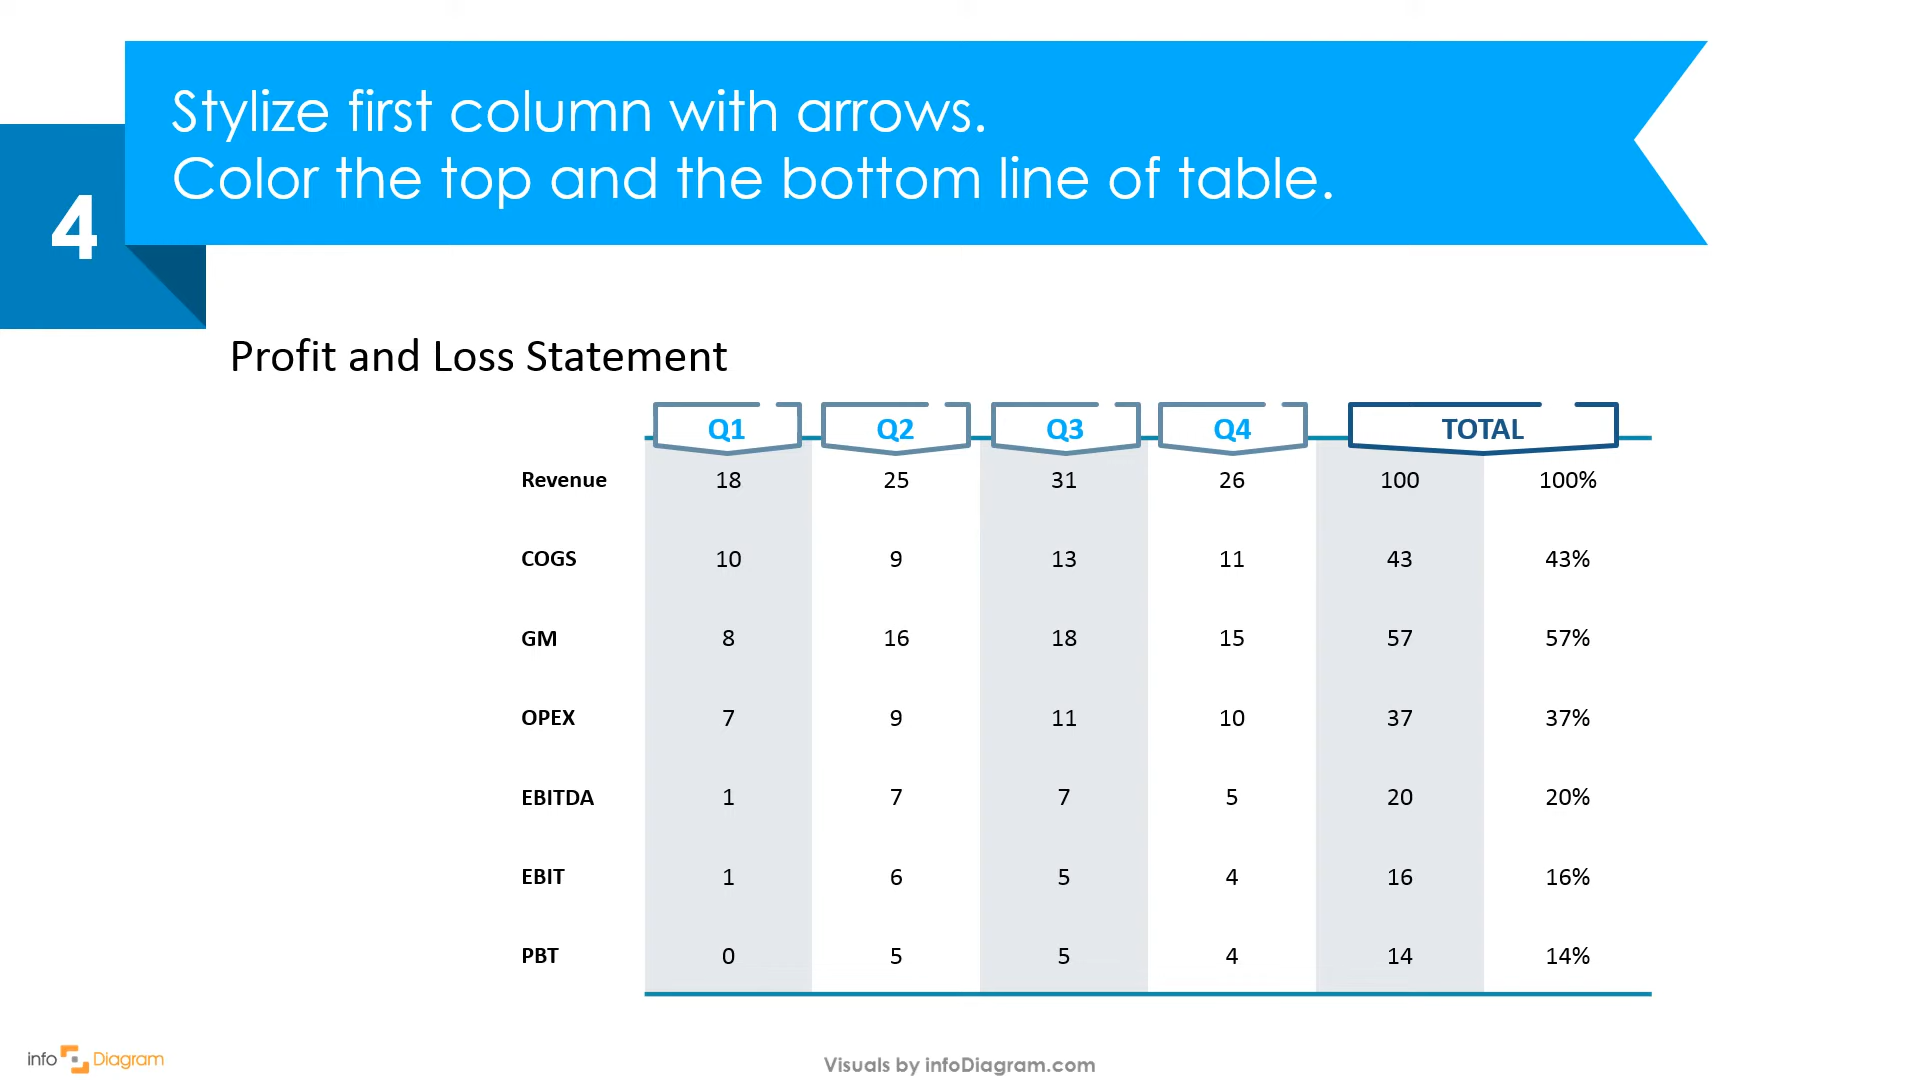 Stylize first column with arrows.
Color the top and the bottom line of table.
4
Profit and Loss Statement
Q1 Q2 Q3 Q4 TOTAL
Revenue 18 25 31 26 100 100%
COGS 10 9 13 11 43 43%
GM 8 16 18 15 57 57%
OPEX 7 9 11 10 37 37%
EBITDA 1 7 7 5 20 20%
EBIT 1 6 5 4 16 16%
PBT 0 5 5 4 14 14%
info Diagram
Visuals by infoDiagram.com